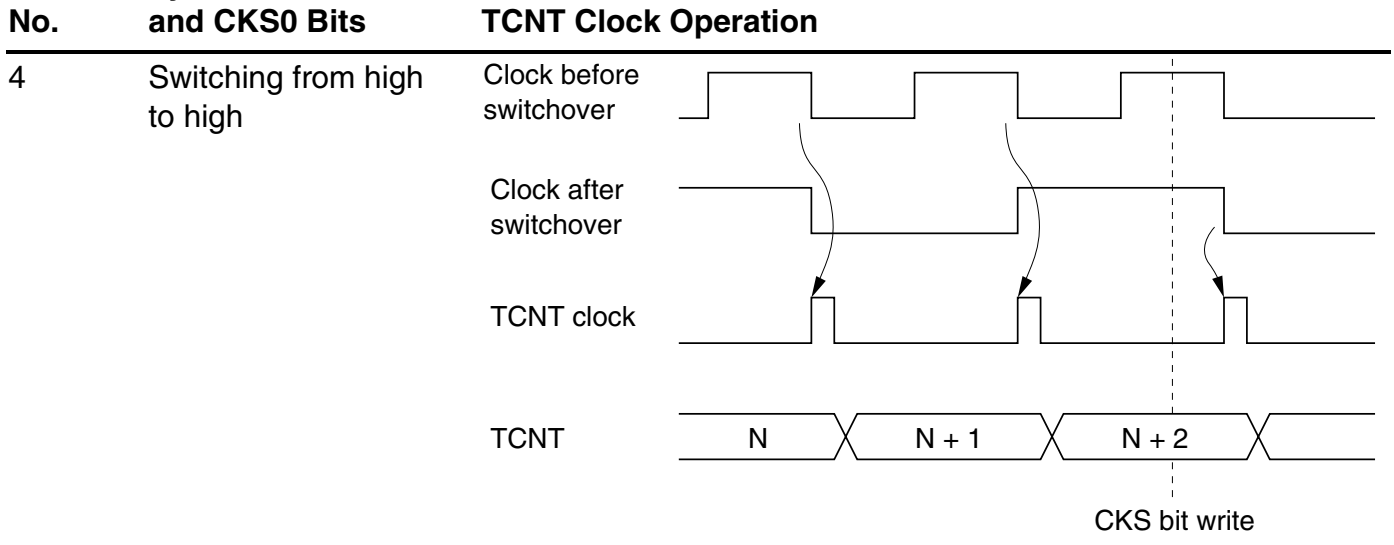 No. and CKS0 Bits TCNT Clock Operation
4 Switching from high to high
Clock before switchover
Clock after switchover
TCNT clock
TCNT N N + 1 N + 2
CKS bit write